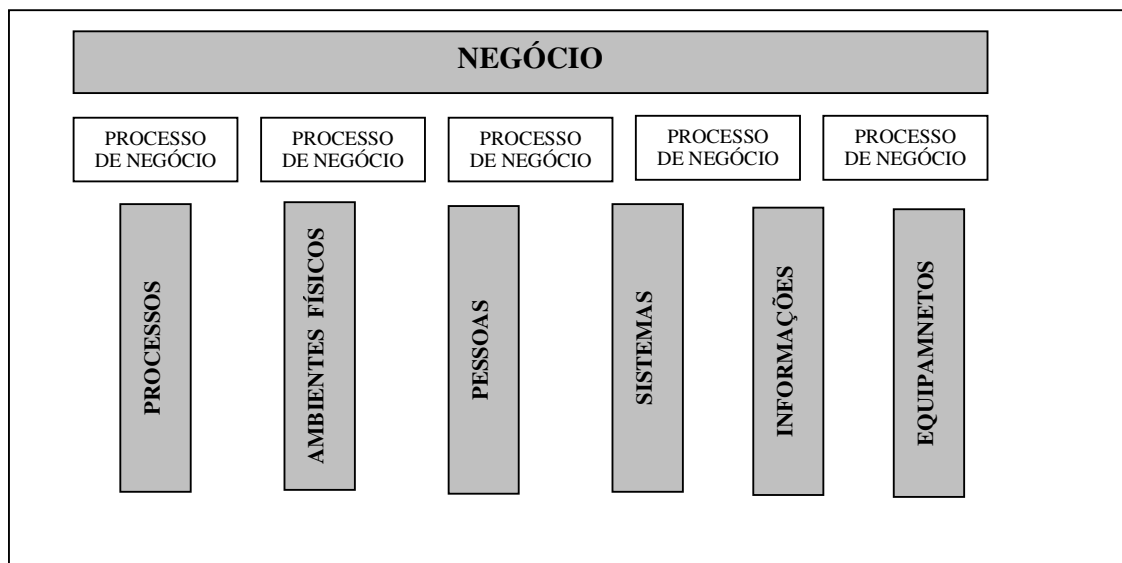 NEGÓCIO
PROCESSO
DE NEGÓCIO
PROCESSO
DE NEGÓCIO
PROCESSO
DE NEGÓCIO
PROCESSO
DE NEGÓCIO
PROCESSO
DE NEGÓCIO
PROCESSOS
AMBIENTES FÍSICOS
PESSOAS
SISTEMAS
INFORMAÇÕES
EQUIPAMNETOS